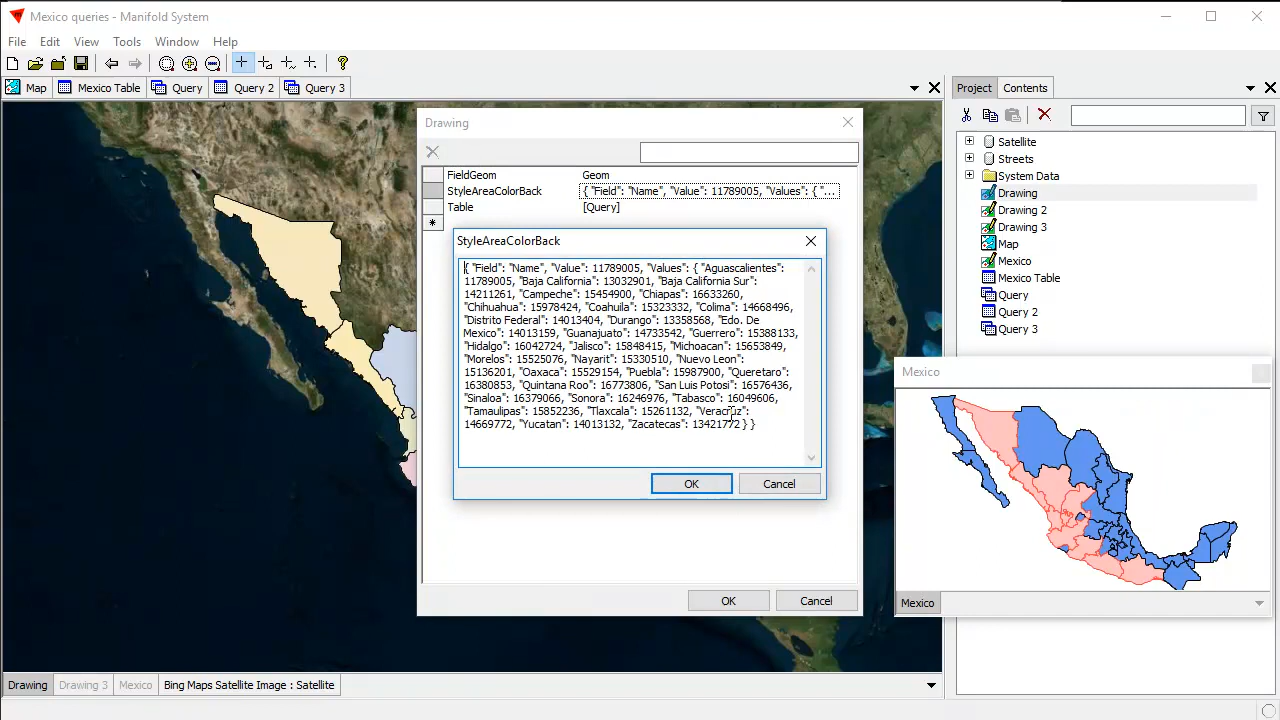 Mexico queries - Manifold System
File Edit View Tools Window Help
Map Mexico Table Query Query 2 Query 3
Project Contents
Satellite
Streets
System Data
Drawing
Drawing 2
Drawing 3
Map
Mexico
Mexico Table
Query
Query 2
Query 3
Drawing
FieldGeom Geom
StyleAreaColorBack { "Field": "Name", "Value": 11789005, "Values": { "...
Table [Query]
StyleAreaColorBack
{ "Field": "Name", "Value": 11789005, "Values": { "Aguascalientes":
11789005, "Baja California": 13032901, "Baja California Sur":
14211261, "Campeche": 15454900, "Chiapas": 16633260,
"Chihuahua": 15978424, "Coahuila": 15323332, "Colima": 14668496,
"Distrito Federal": 14013404, "Durango": 13358568, "Edo. De
Mexico": 14013159, "Guanajuato": 14733542, "Guerrero": 15388133,
"Hidalgo": 16042724, "Jalisco": 15848415, "Michoacan": 15653849,
"Morelos": 15525076, "Nayarit": 15330510, "Nuevo Leon":
15136201, "Oaxaca": 15529154, "Puebla": 15987900, "Queretaro":
16380853, "Quintana Roo": 16773806, "San Luis Potosi": 16576436,
"Sinaloa": 16379066, "Sonora": 16246976, "Tabasco": 16049606,
"Tamaulipas": 15852236, "Tlaxcala": 15261132, "Veracruz":
14669772, "Yucatan": 14013132, "Zacatecas": 13421772 } }
OK Cancel
OK Cancel
Mexico
Mexico
Drawing Drawing 3 Mexico Bing Maps Satellite Image : Satellite